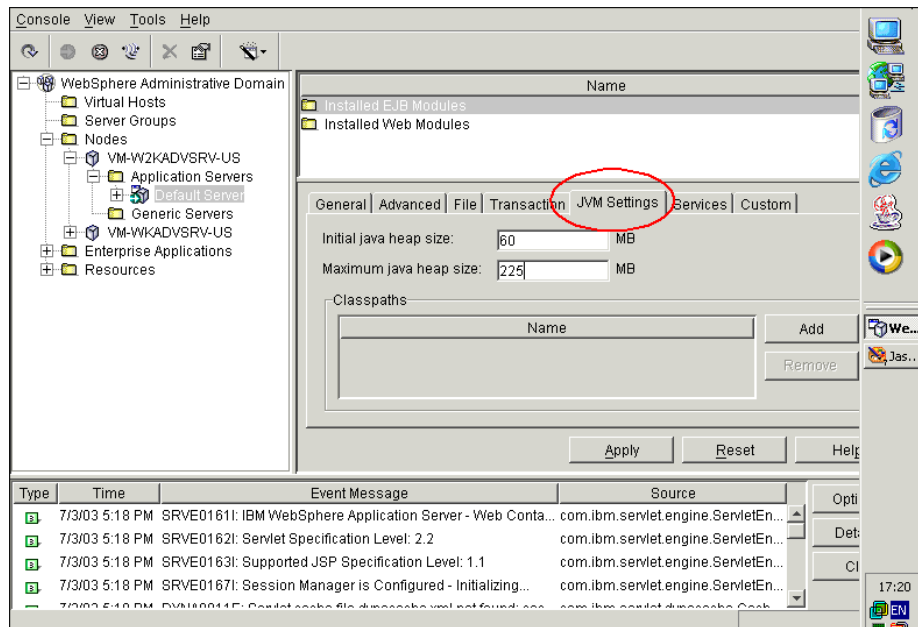 Console View Tools Help
WebSphere Administrative Domain
Virtual Hosts
Server Groups
Nodes
VM-W2KADVSRV-US
Application Servers
Default Server
Generic Servers
VM-WKADVSRV-US
Enterprise Applications
Resources
Name
Installed EJB Modules
Installed Web Modules
General Advanced File Transaction JVM Settings Services Custom
Initial java heap size: 60 MB
Maximum java heap size: 225 MB
Classpaths
Name
Add
Remove
Apply Reset Help
Type Time Event Message Source
7/3/03 5:18 PM SRVE0161I: IBM WebSphere Application Server - Web Conta... com.ibm.servlet.engine.ServletEn...
7/3/03 5:18 PM SRVE0162I: Servlet Specification Level: 2.2 com.ibm.servlet.engine.ServletEn...
7/3/03 5:18 PM SRVE0163I: Supported JSP Specification Level: 1.1 com.ibm.servlet.engine.ServletEn...
7/3/03 5:18 PM SRVE0167I: Session Manager is Configured - Initializing... com.ibm.servlet.engine.ServletEn...
Opti
Det
Cl
We...
Jas...
17:20
EN